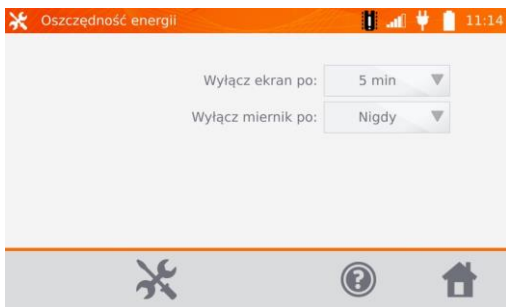 Oszczędność energii 11:14
Wyłącz ekran po: 5 min
Wyłącz miernik po: Nigdy